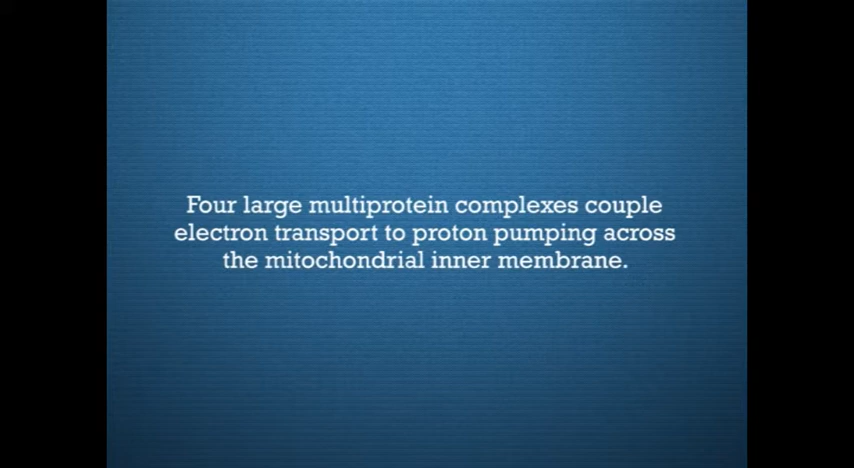 Four large multiprotein complexes couple
electron transport to proton pumping across
the mitochondrial inner membrane.